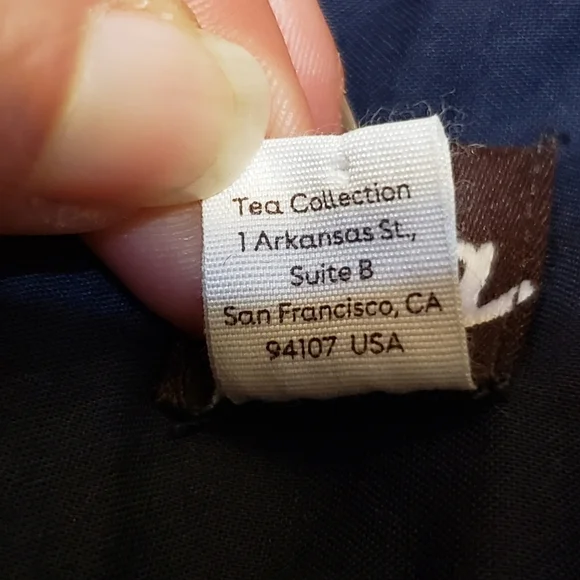 Tea Collection
1 Arkansas St.,
Suite B
San Francisco, CA
94107 USA